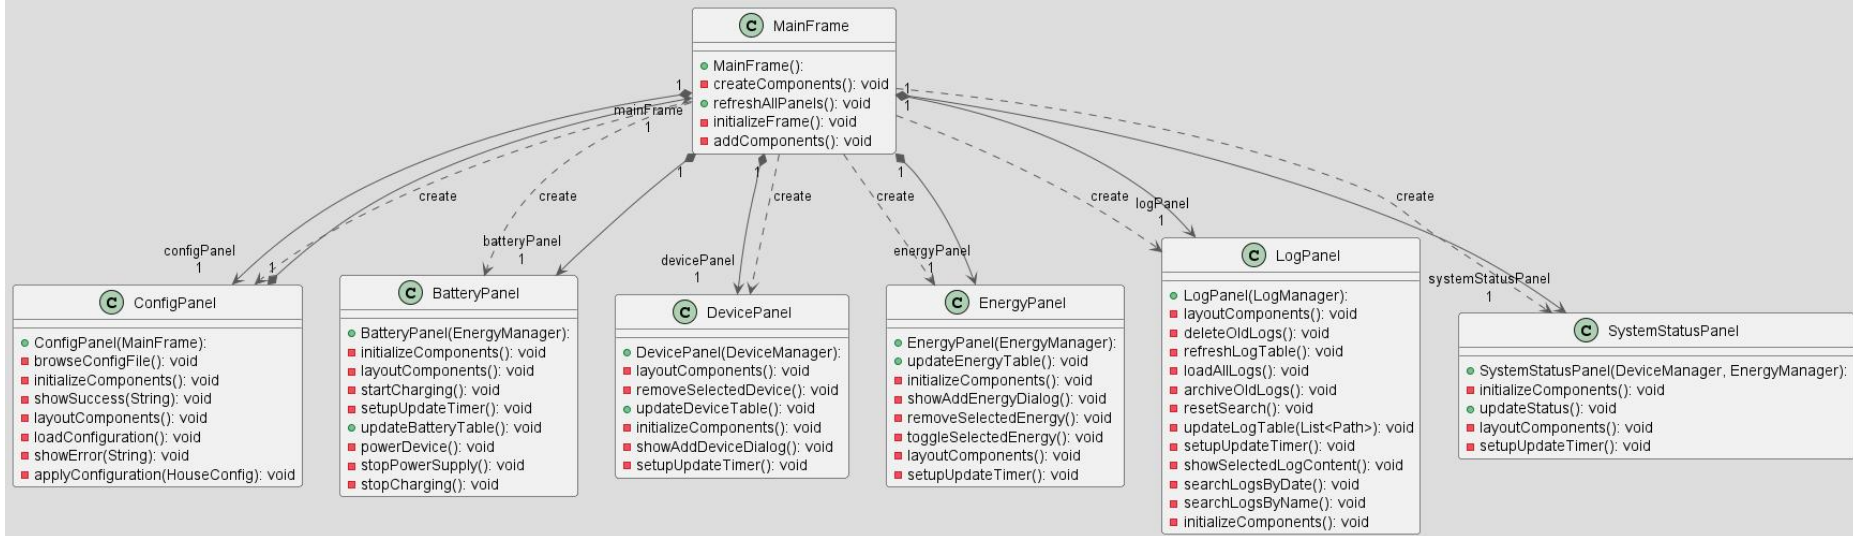 C MainFrame
MainFrame():
createComponents(): void
refreshAllPanels(): void
initializeFrame(): void
addComponents(): void
1
1
1
mainFrame
1
1
1
1
create
create
create
create
create
create
configPanel
1
1
batteryPanel
1
devicePanel
1
energyPanel
1
logPanel
1
systemStatusPanel
1
C ConfigPanel
ConfigPanel(MainFrame):
browseConfigFile(): void
initializeComponents(): void
showSuccess(String): void
layoutComponents(): void
loadConfiguration(): void
showError(String): void
applyConfiguration(HouseConfig): void
C BatteryPanel
BatteryPanel(EnergyManager):
initializeComponents(): void
layoutComponents(): void
startCharging(): void
setupUpdateTimer(): void
updateBatteryTable(): void
powerDevice(): void
stopPowerSupply(): void
stopCharging(): void
C DevicePanel
DevicePanel(DeviceManager):
layoutComponents(): void
removeSelectedDevice(): void
updateDeviceTable(): void
initializeComponents(): void
showAddDeviceDialog(): void
setupUpdateTimer(): void
C EnergyPanel
EnergyPanel(EnergyManager):
updateEnergyTable(): void
initializeComponents(): void
showAddEnergyDialog(): void
removeSelectedEnergy(): void
toggleSelectedEnergy(): void
layoutComponents(): void
setupUpdateTimer(): void
C LogPanel
LogPanel(LogManager):
layoutComponents(): void
deleteOldLogs(): void
refreshLogTable(): void
loadAllLogs(): void
archiveOldLogs(): void
resetSearch(): void
updateLogTable(List<Path>): void
setupUpdateTimer(): void
showSelectedLogContent(): void
searchLogsByDate(): void
searchLogsByName(): void
initializeComponents(): void
C SystemStatusPanel
SystemStatusPanel(DeviceManager, EnergyManager):
initializeComponents(): void
updateStatus(): void
layoutComponents(): void
setupUpdateTimer(): void